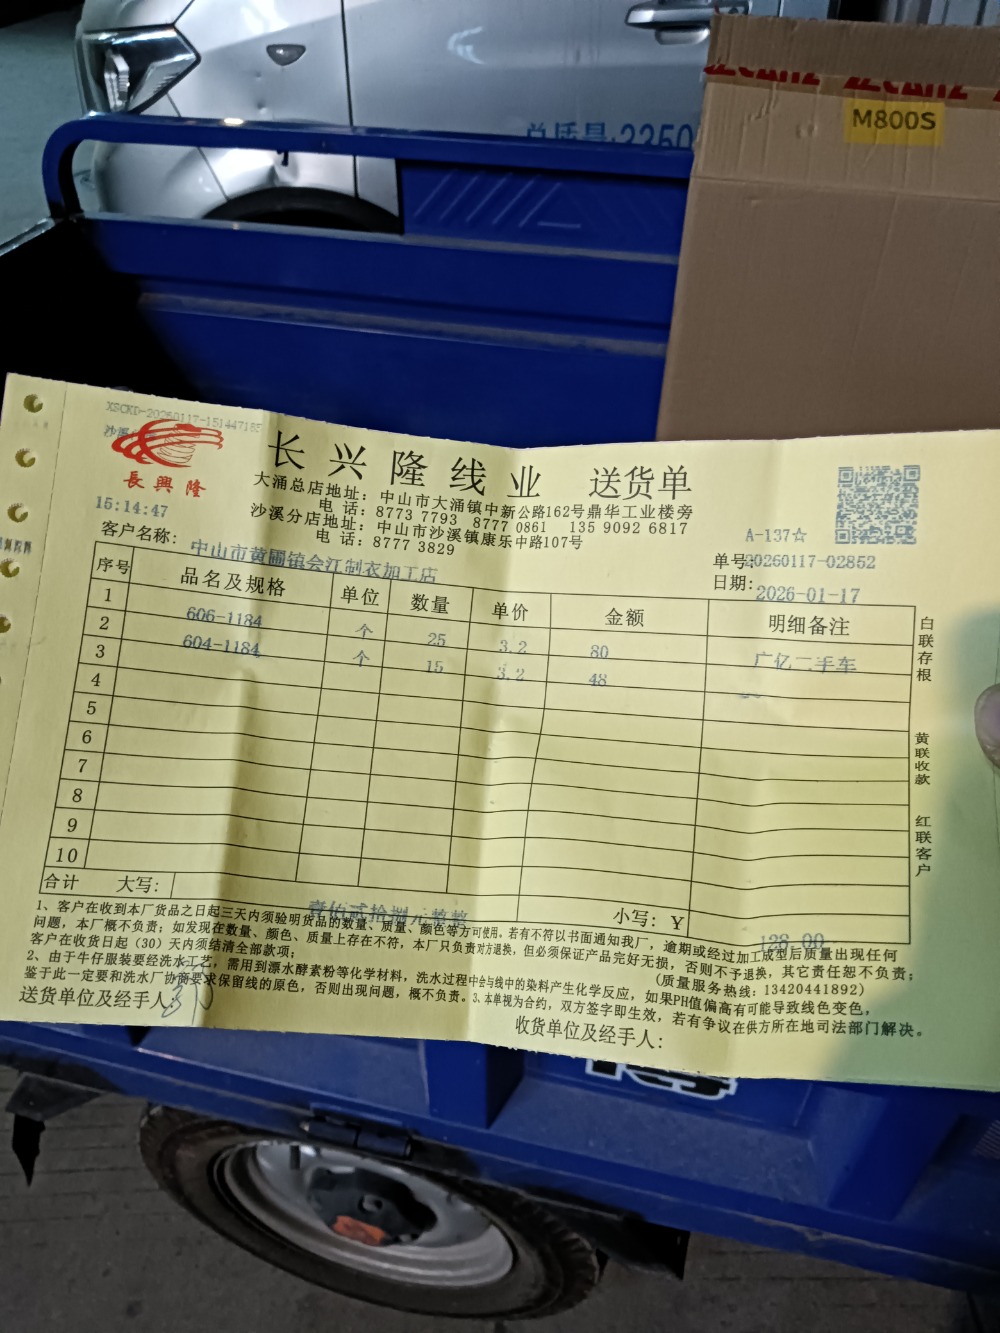 M800S
总质量:2250
XSCKD-20260117-15144718
長興隆
长兴隆线业 送货单
大涌总店地址：中山市大涌镇中新公路162号鼎华工业楼旁
电 话：8773 7793 8777 0861 135 9092 6817
沙溪分店地址：中山市沙溪镇康乐中路107号
电 话：8777 3829
15:14:47
A-137☆
客户名称：中山市黄圃镇会江制衣加工店
单号:20260117-02852
日期：2026-01-17
序号 品名及规格 单位 数量 单价 金额 明细备注
1 606-1184 个 25 3.2 80 广亿二手车
2 604-1184 个 15 3.2 48
3
4
5
6
7
8
9
10
合计 大写：壹佰贰拾捌元整 小写：Y 128.00
白联存根
黄联收款
红联客户
1、客户在收到本厂货品之日起三天内须验明货品的数量、质量、颜色等方可使用。若有不符以书面通知我厂，逾期或经过加工成型后质量出现任何
问题，本厂概不负责；如发现在数量、颜色、质量上存在不符，本厂只负责对方退换，但必须保证产品完好无损，否则不予退换，其它责任恕不负责；
客户在收货日起（30）天内须结清全部款项； （质量服务热线：13420441892）
2、由于牛仔服装要经洗水工艺，需用到漂水酵素粉等化学材料，洗水过程中会与线中的染料产生化学反应，如果PH值偏高有可能导致线色变色，
鉴于此一定要和洗水厂协商要求保留线的原色，否则出现问题，概不负责。3、本单视为合约，双方签字即生效，若有争议在供方所在地司法部门解决。
送货单位及经手人：
收货单位及经手人：